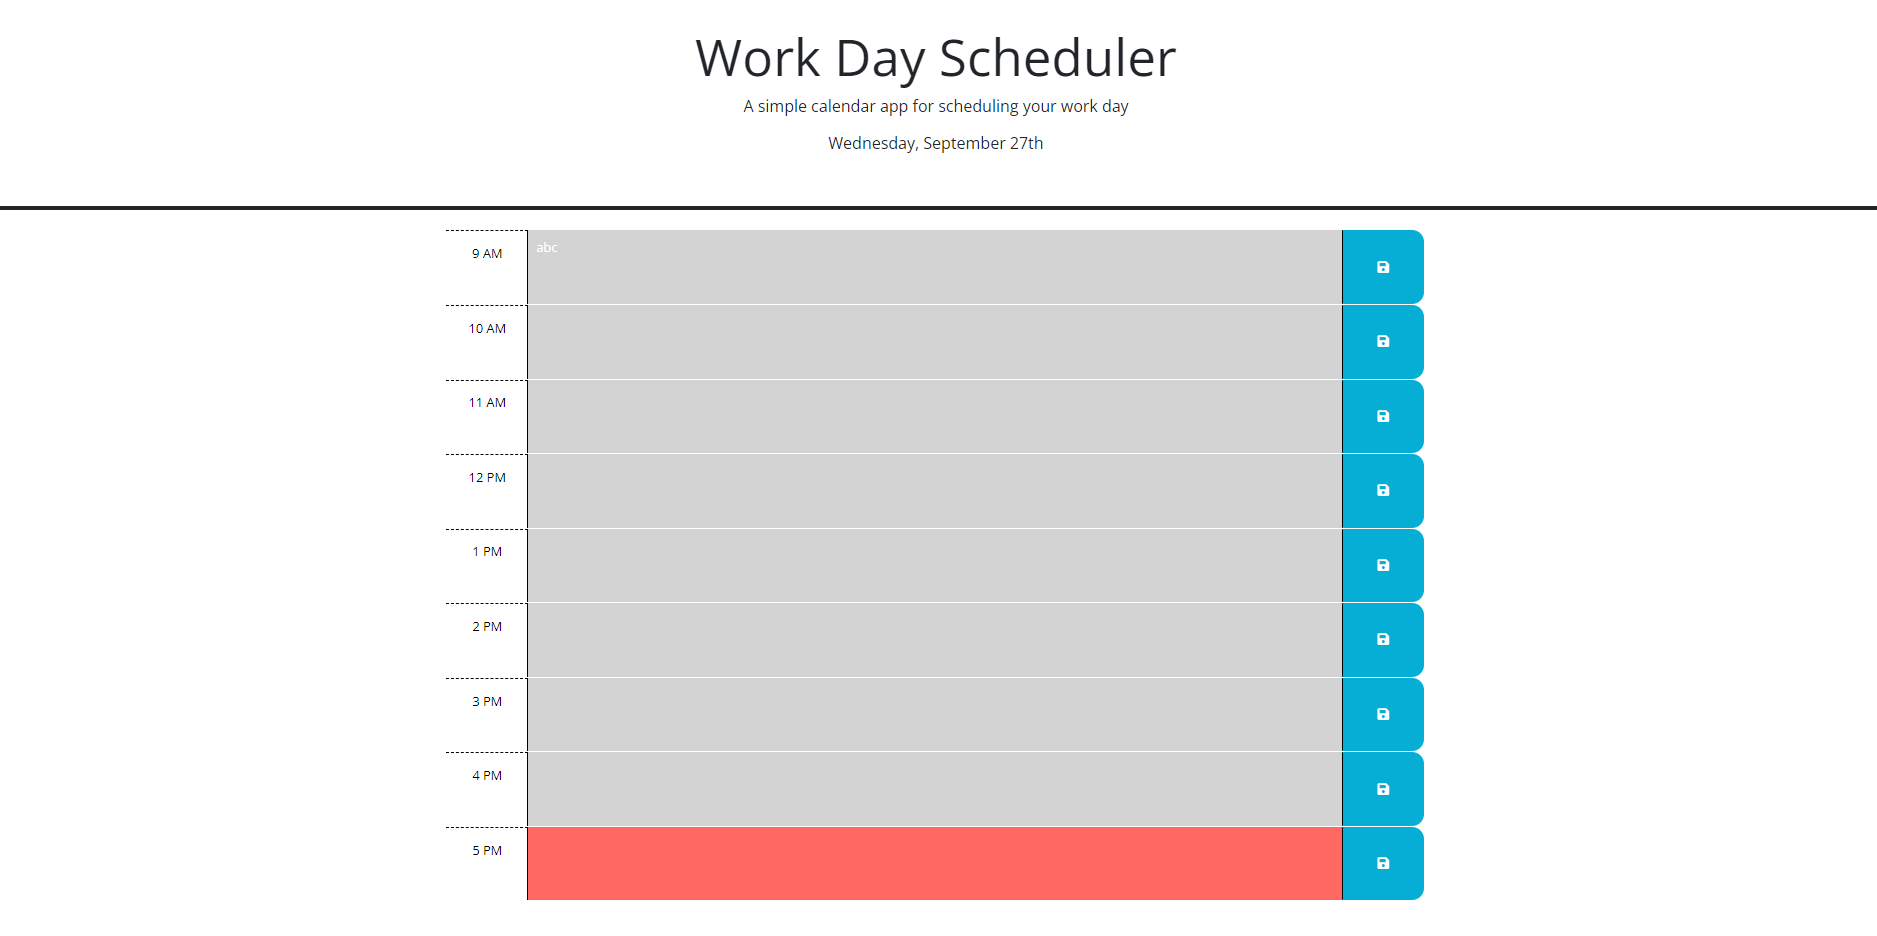 Work Day Scheduler
A simple calendar app for scheduling your work day
Wednesday, September 27th
9 AM
abc
10 AM
11 AM
12 PM
1 PM
2 PM
3 PM
4 PM
5 PM